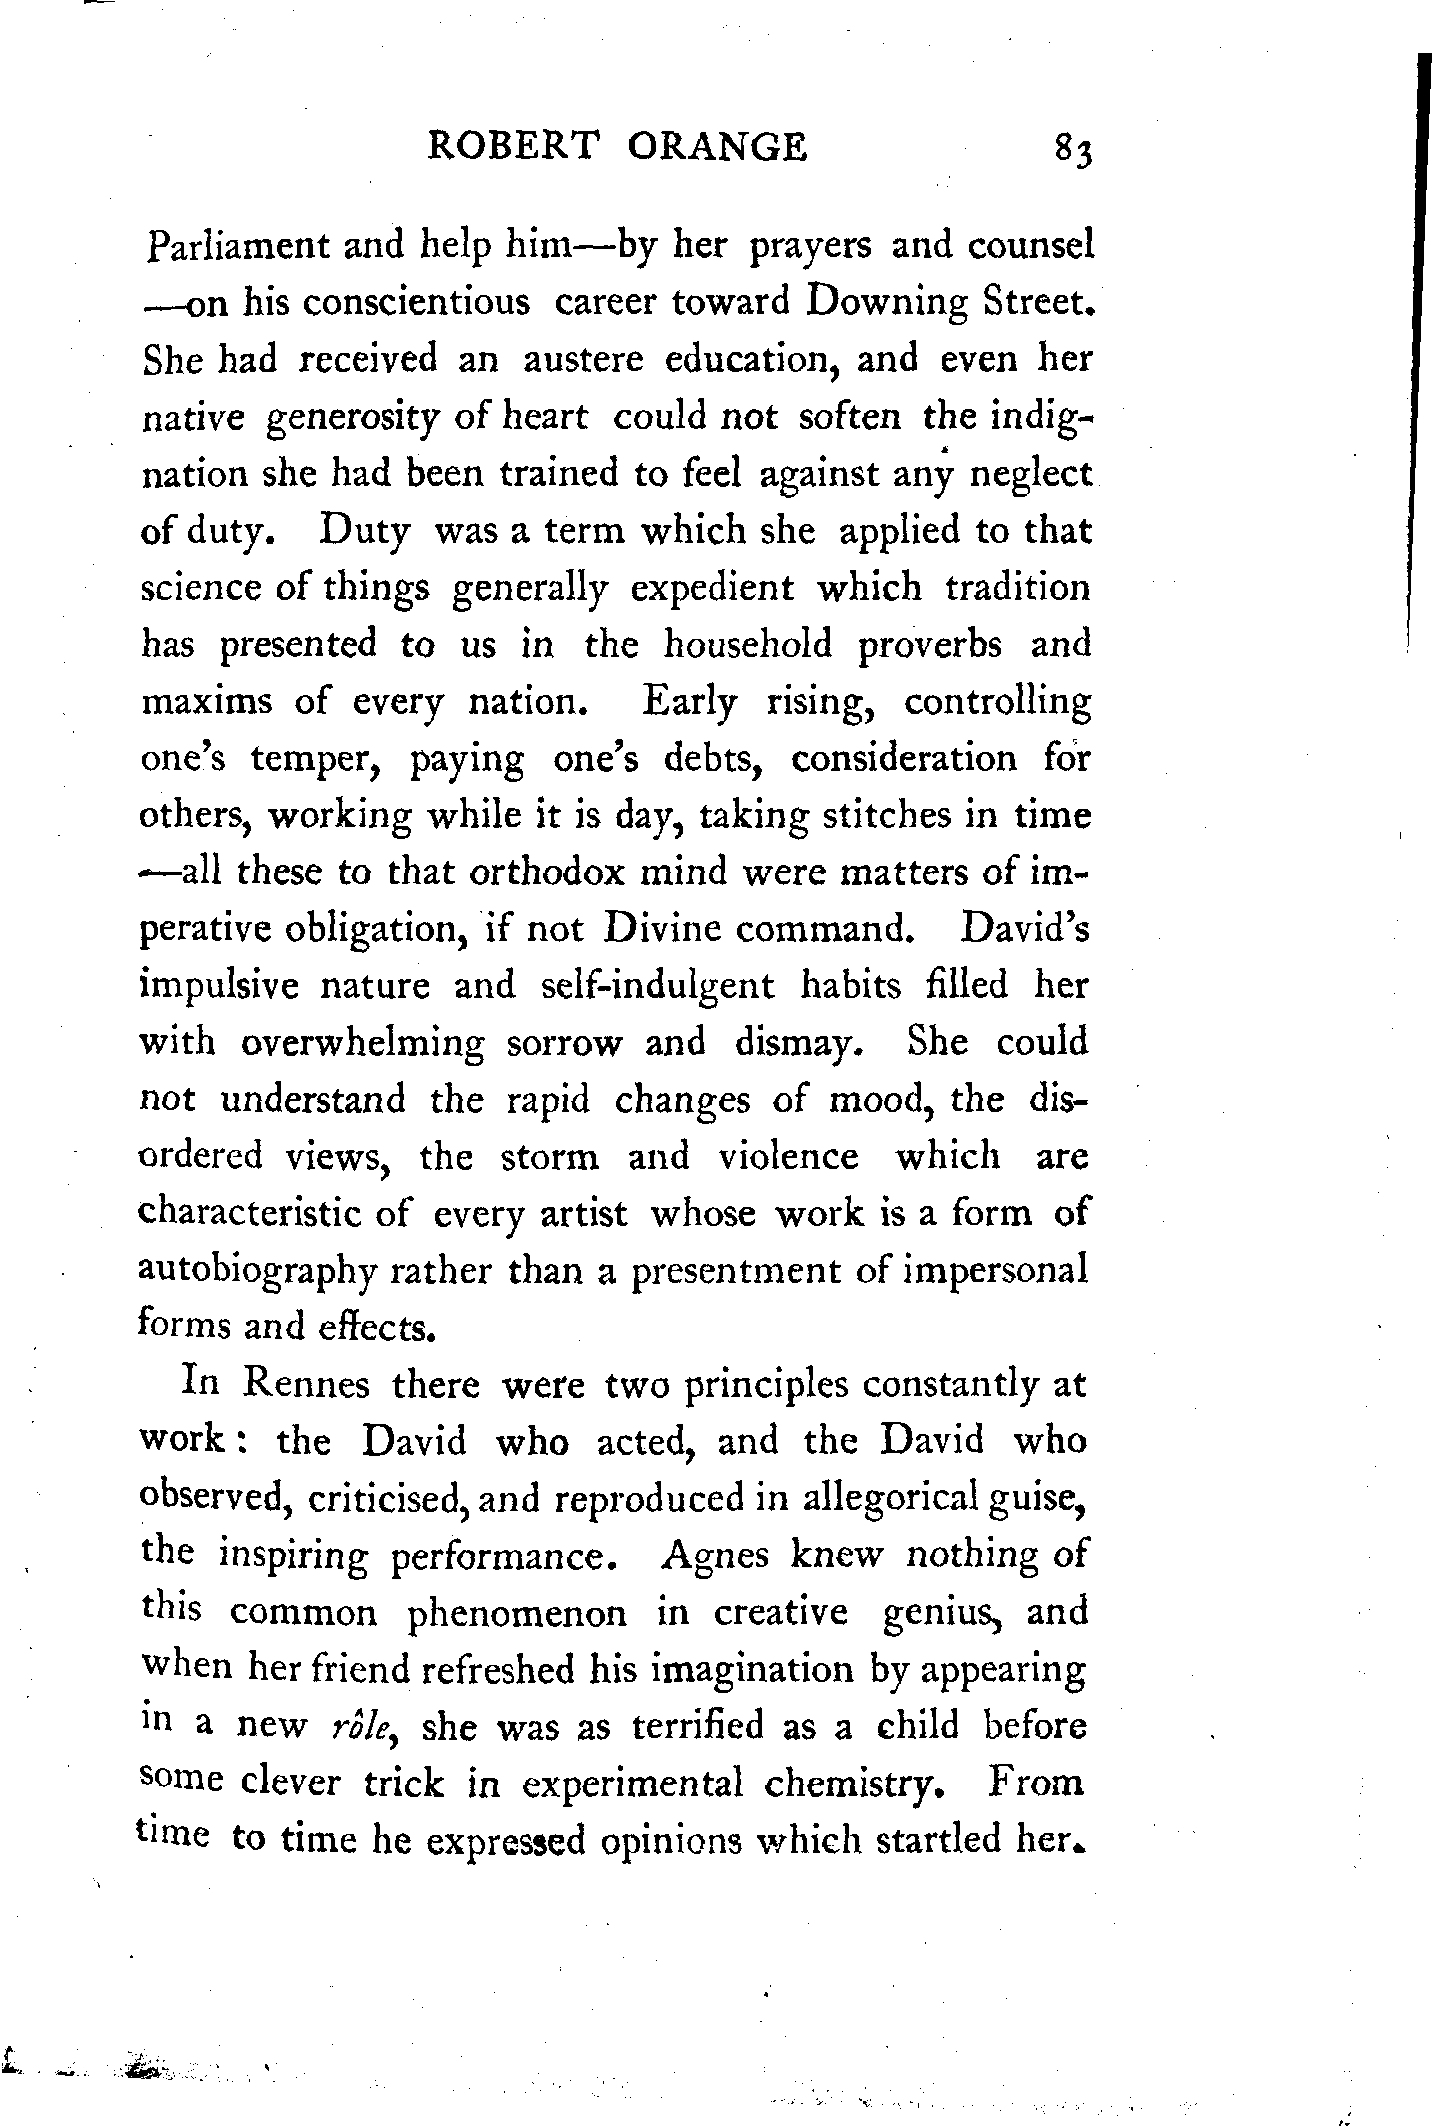 ROBERT ORANGE 83
Parliament and help him—by her prayers and counsel
—on his conscientious career toward Downing Street.
She had received an austere education, and even her
native generosity of heart could not soften the indig-
nation she had been trained to feel against any neglect
of duty. Duty was a term which she applied to that
science of things generally expedient which tradition
has presented to us in the household proverbs and
maxims of every nation. Early rising, controlling
one's temper, paying one's debts, consideration for
others, working while it is day, taking stitches in time
—all these to that orthodox mind were matters of im-
perative obligation, if not Divine command. David's
impulsive nature and self-indulgent habits filled her
with overwhelming sorrow and dismay. She could
not understand the rapid changes of mood, the dis-
ordered views, the storm and violence which are
characteristic of every artist whose work is a form of
autobiography rather than a presentment of impersonal
forms and effects.
In Rennes there were two principles constantly at
work : the David who acted, and the David who
observed, criticised, and reproduced in allegorical guise,
the inspiring performance. Agnes knew nothing of
this common phenomenon in creative genius, and
when her friend refreshed his imagination by appearing
in a new rôle, she was as terrified as a child before
some clever trick in experimental chemistry. From
time to time he expressed opinions which startled her.